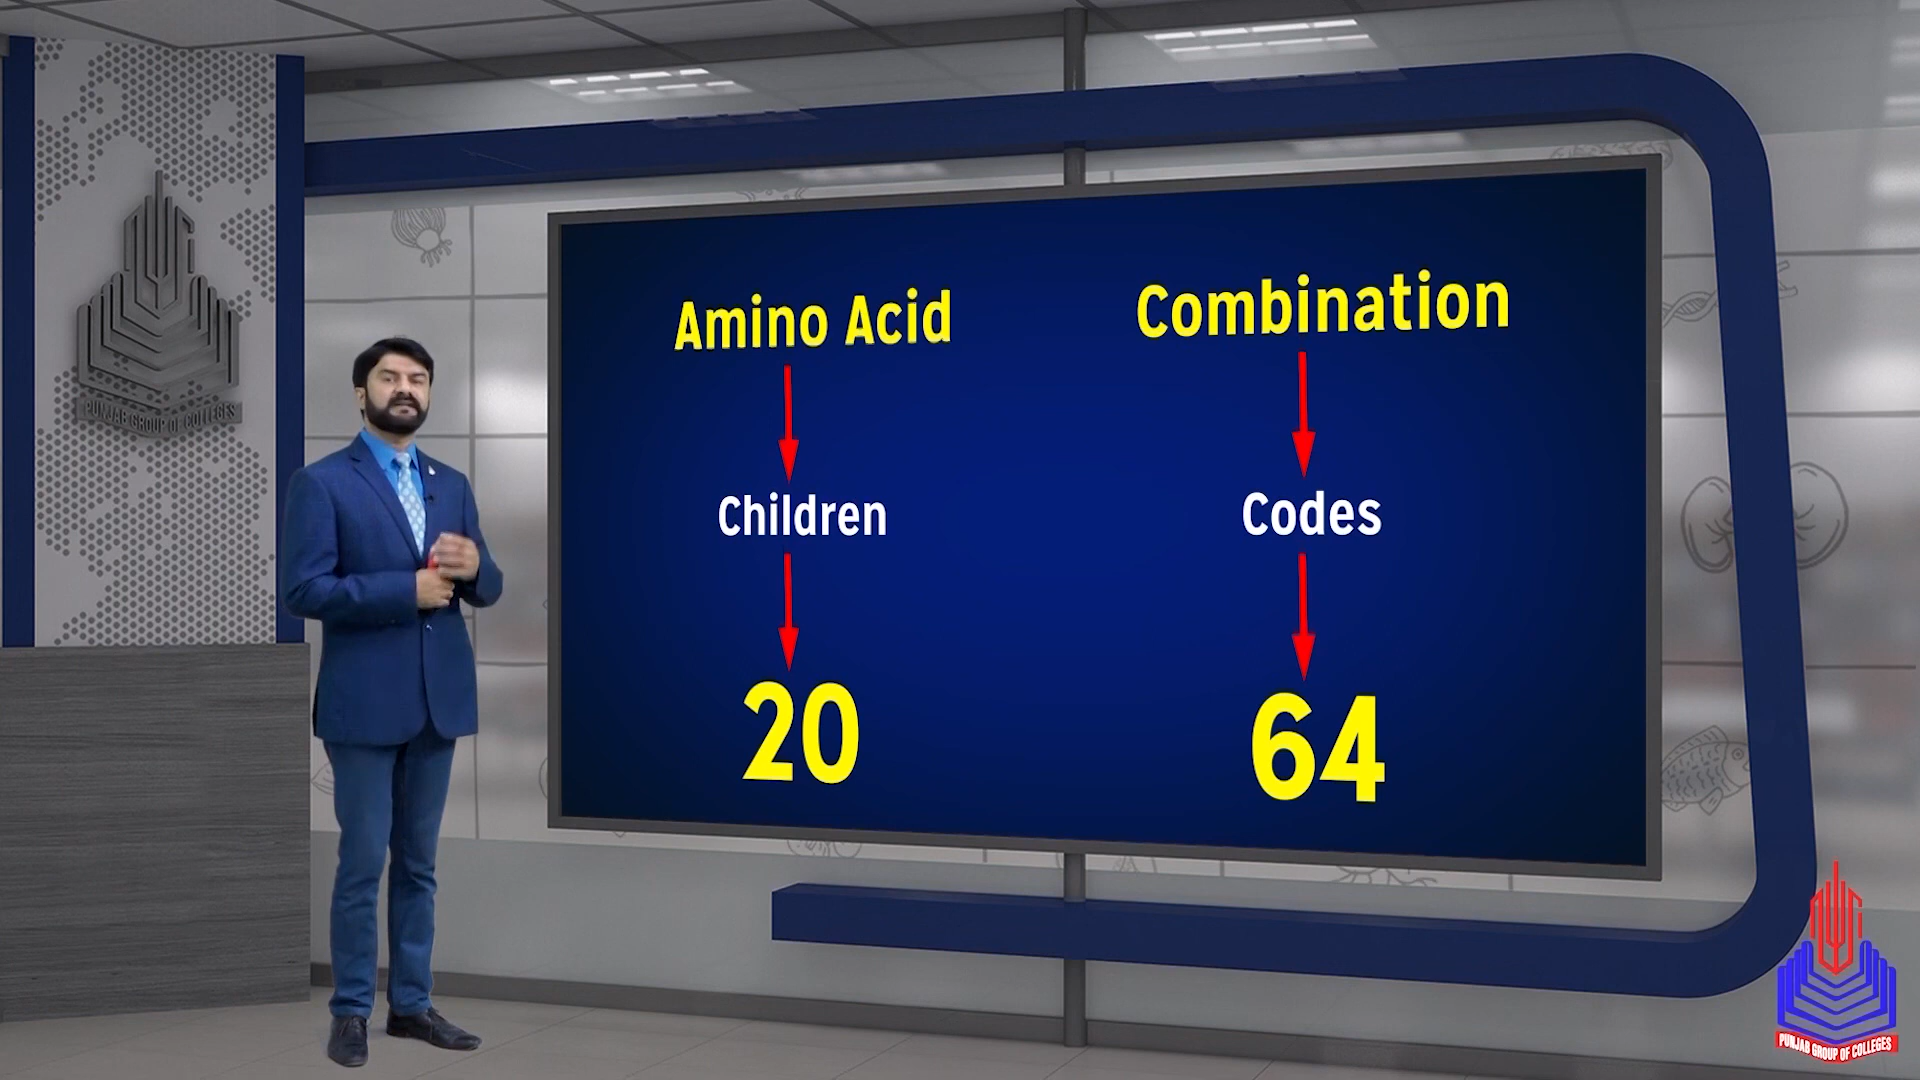 PUNJAB GROUP OF COLLEGES
Amino Acid
Children
20
Combination
Codes
64
PUNJAB GROUP OF COLLEGES